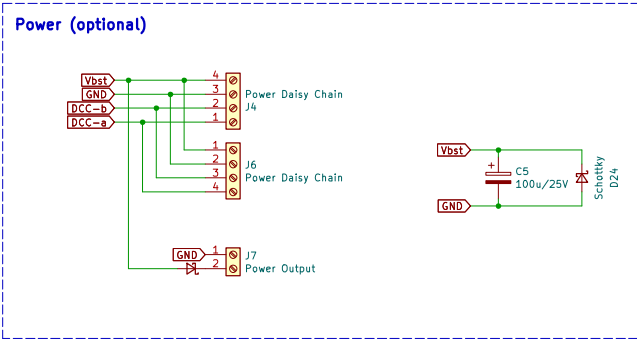 Power (optional)
Vbst
GND
DCC-b
DCC-a
4
3
2
1
Power Daisy Chain
J4
1
2
3
4
J6
Power Daisy Chain
GND
1
2
J7
Power Output
Vbst
GND
+
C5
100u/25V
Schottky
D24